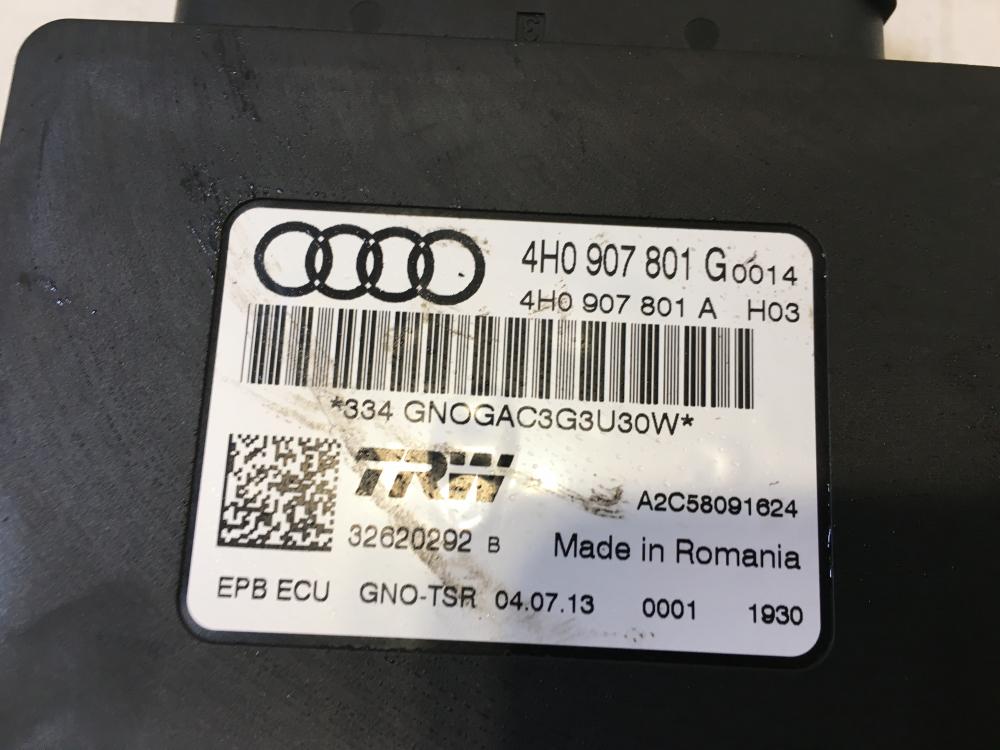 4H0 907 801 G 0014
4H0 907 801 A H03
*334 GNOGAC3G3U30W*
TRW
A2C58091624
32620292 B
Made in Romania
EPB ECU GNO-TSR 04.07.13 0001 1930